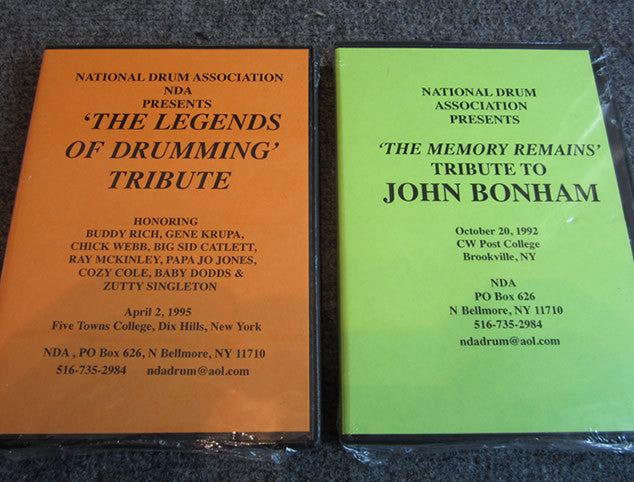 NATIONAL DRUM ASSOCIATION
NDA
PRESENTS
‘THE LEGENDS
OF DRUMMING’
TRIBUTE
HONORING
BUDDY RICH, GENE KRUPA,
CHICK WEBB, BIG SID CATLETT,
RAY MCKINLEY, PAPA JO JONES,
COZY COLE, BABY DODDS &
ZUTTY SINGLETON
April 2, 1995
Five Towns College, Dix Hills, New York
NDA , PO Box 626, N Bellmore, NY 11710
516-735-2984 ndadrum@aol.com
NATIONAL DRUM
ASSOCIATION
PRESENTS
‘THE MEMORY REMAINS’
TRIBUTE TO
JOHN BONHAM
October 20, 1992
CW Post College
Brookville, NY
NDA
PO Box 626
N Bellmore, NY 11710
516-735-2984
ndadrum@aol.com